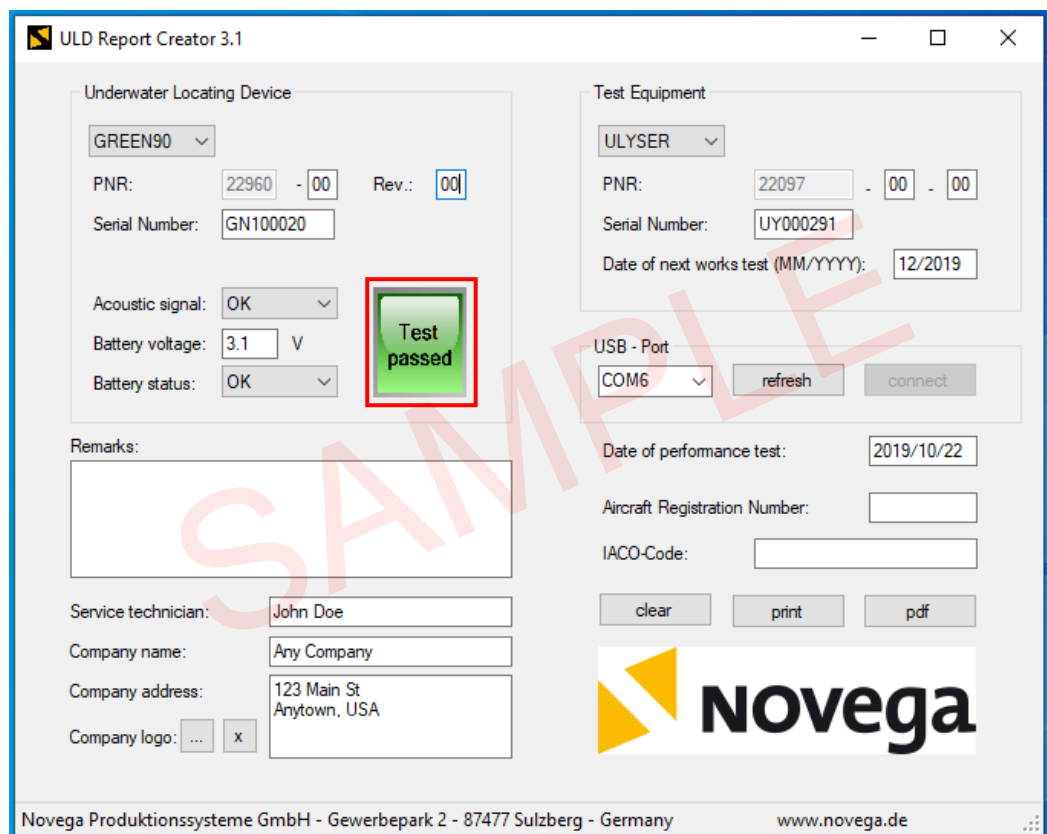 ULD Report Creator 3.1
Underwater Locating Device
GREEN90
PNR: 22960 - 00 Rev.: 00
Serial Number: GN100020
Acoustic signal: OK
Battery voltage: 3.1 V
Battery status: OK
Test
passed
Test Equipment
ULYSER
PNR: 22097 - 00 - 00
Serial Number: UY000291
Date of next works test (MM/YYYY): 12/2019
USB - Port
COM6 refresh connect
Remarks:
Date of performance test: 2019/10/22
Aircraft Registration Number:
IACO-Code:
Service technician: John Doe
Company name: Any Company
Company address: 123 Main St
Anytown, USA
Company logo: ... x
clear print pdf
NOVega
SAMPLE
Novega Produktionssysteme GmbH - Gewerbepark 2 - 87477 Sulzberg - Germany www.novega.de